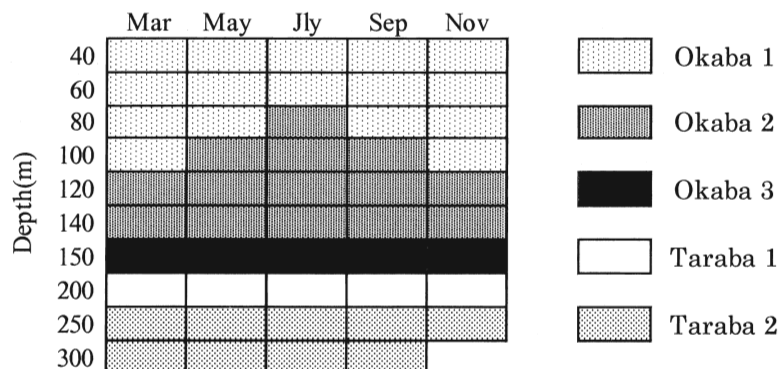 Mar May Jly Sep Nov
40
60
80
100
120
140
150
200
250
300
Depth(m)
Okaba 1
Okaba 2
Okaba 3
Taraba 1
Taraba 2